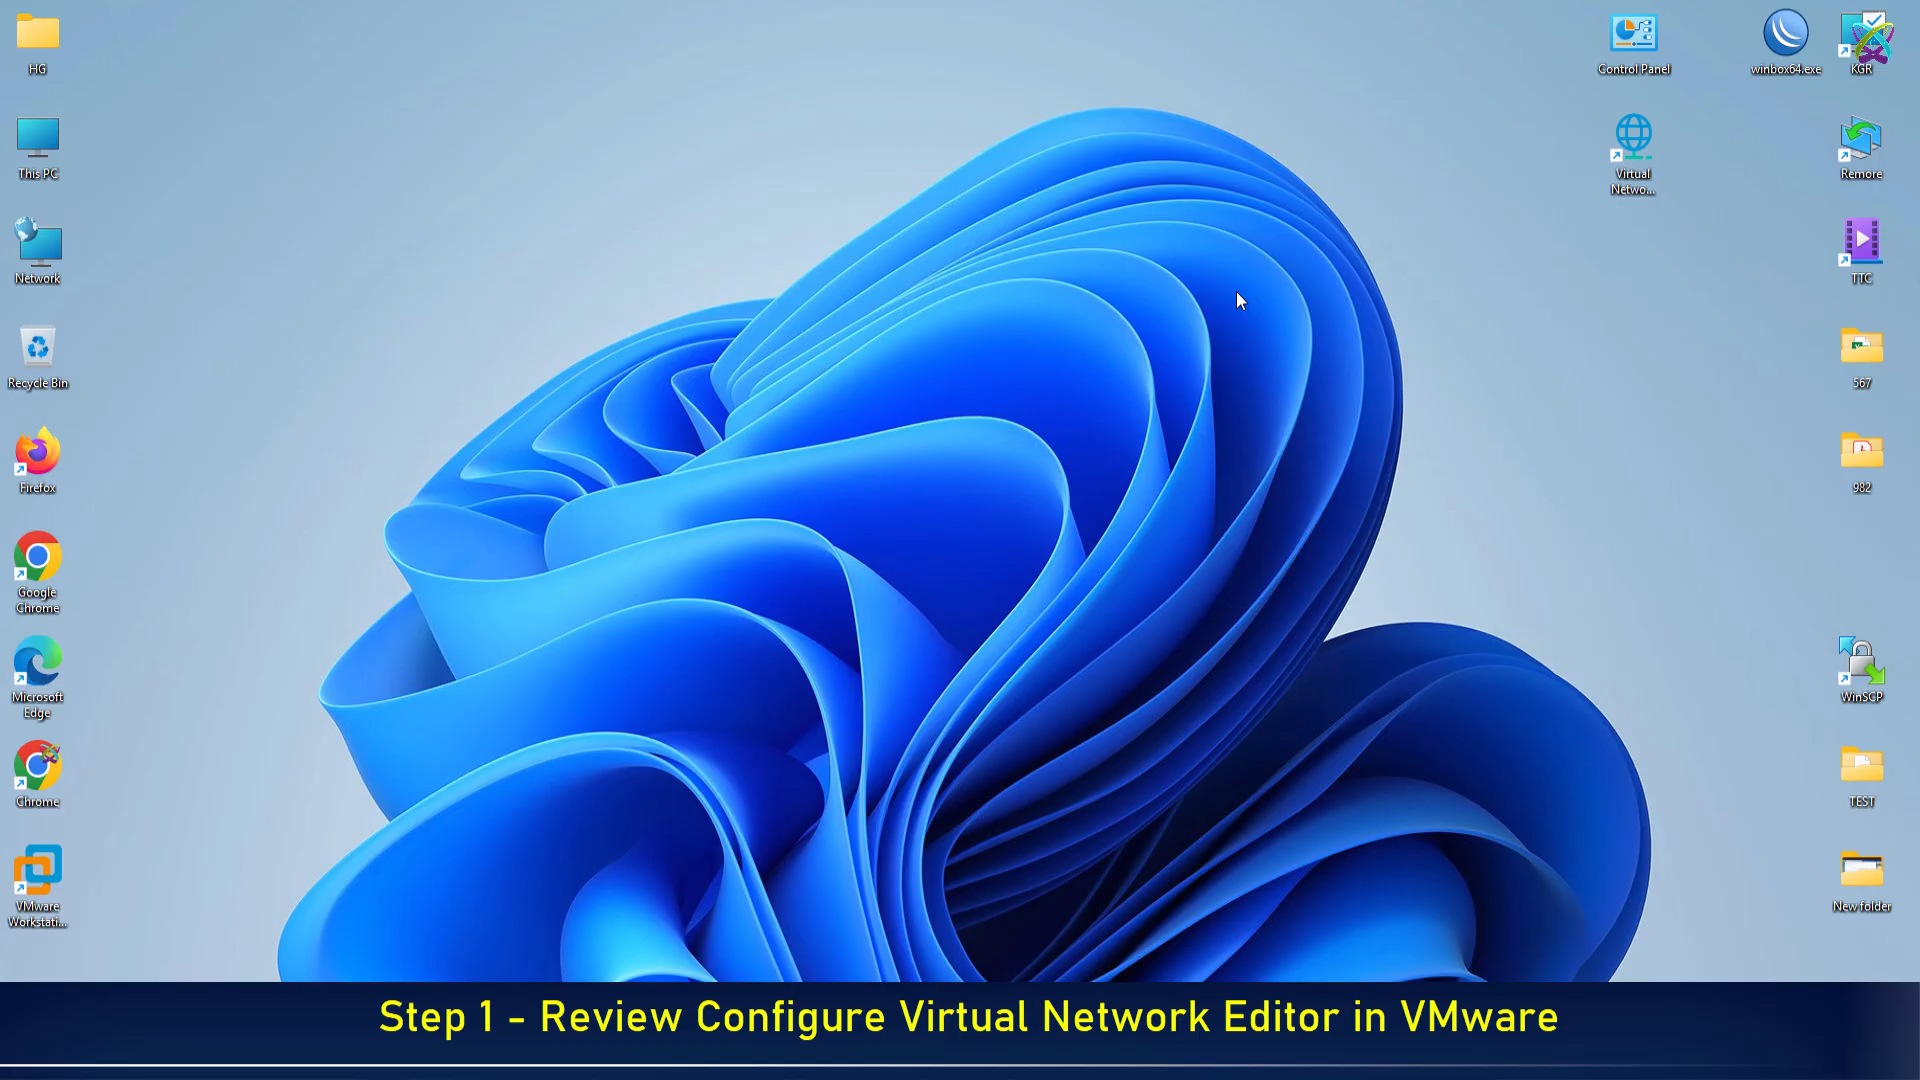 HG
This PC
Network
Recycle Bin
Firefox
Google
Chrome
Microsoft
Edge
Chrome
VMware
Workstati...
Control Panel
Virtual
Netwo...
winbox64.exe
KGR
Remore
TTC
567
982
WinSCP
TEST
New folder
Step 1 - Review Configure Virtual Network Editor in VMware